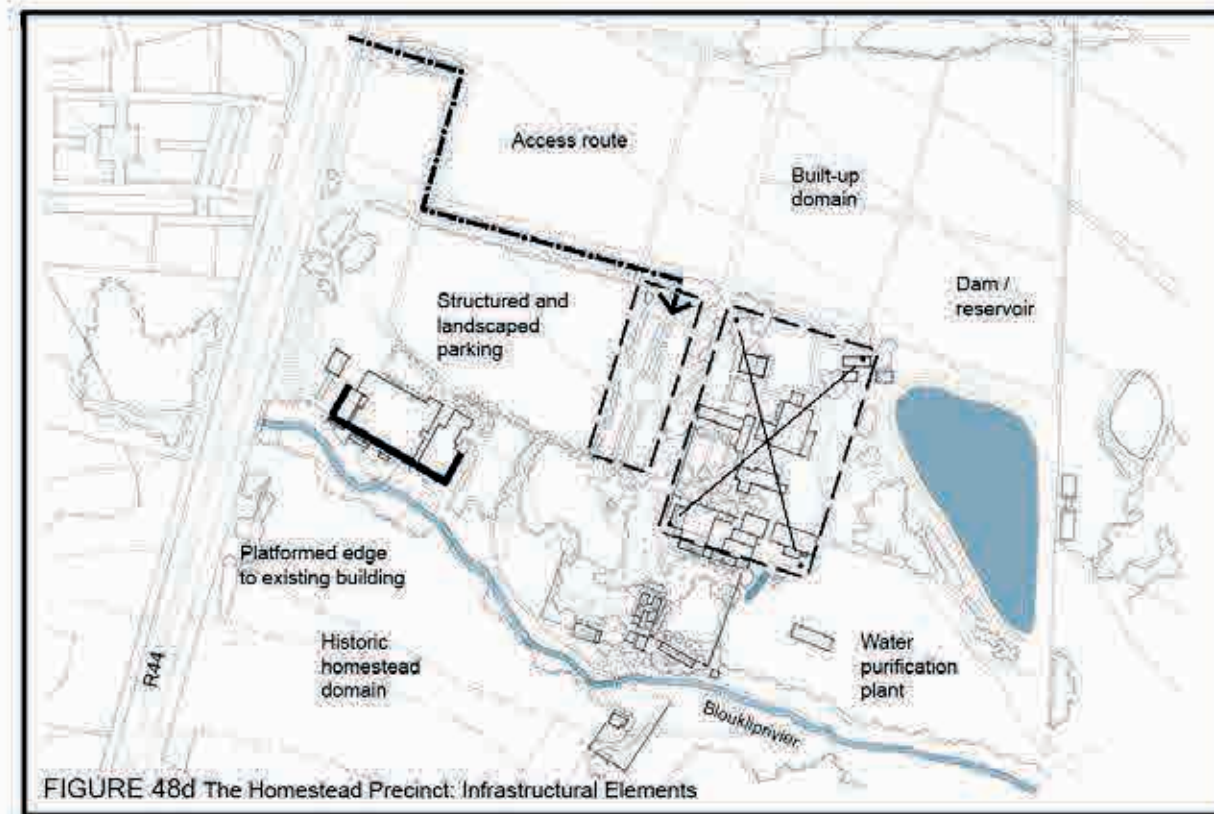 Access route
Built-up
domain
Dam /
reservoir
Structured and
landscaped
parking
Platformed edge
to existing building
Historic
homestead
domain
R44
Water
purification
plant
Bloukliprivier
FIGURE 48d The Homestead Precinct: Infrastructural Elements